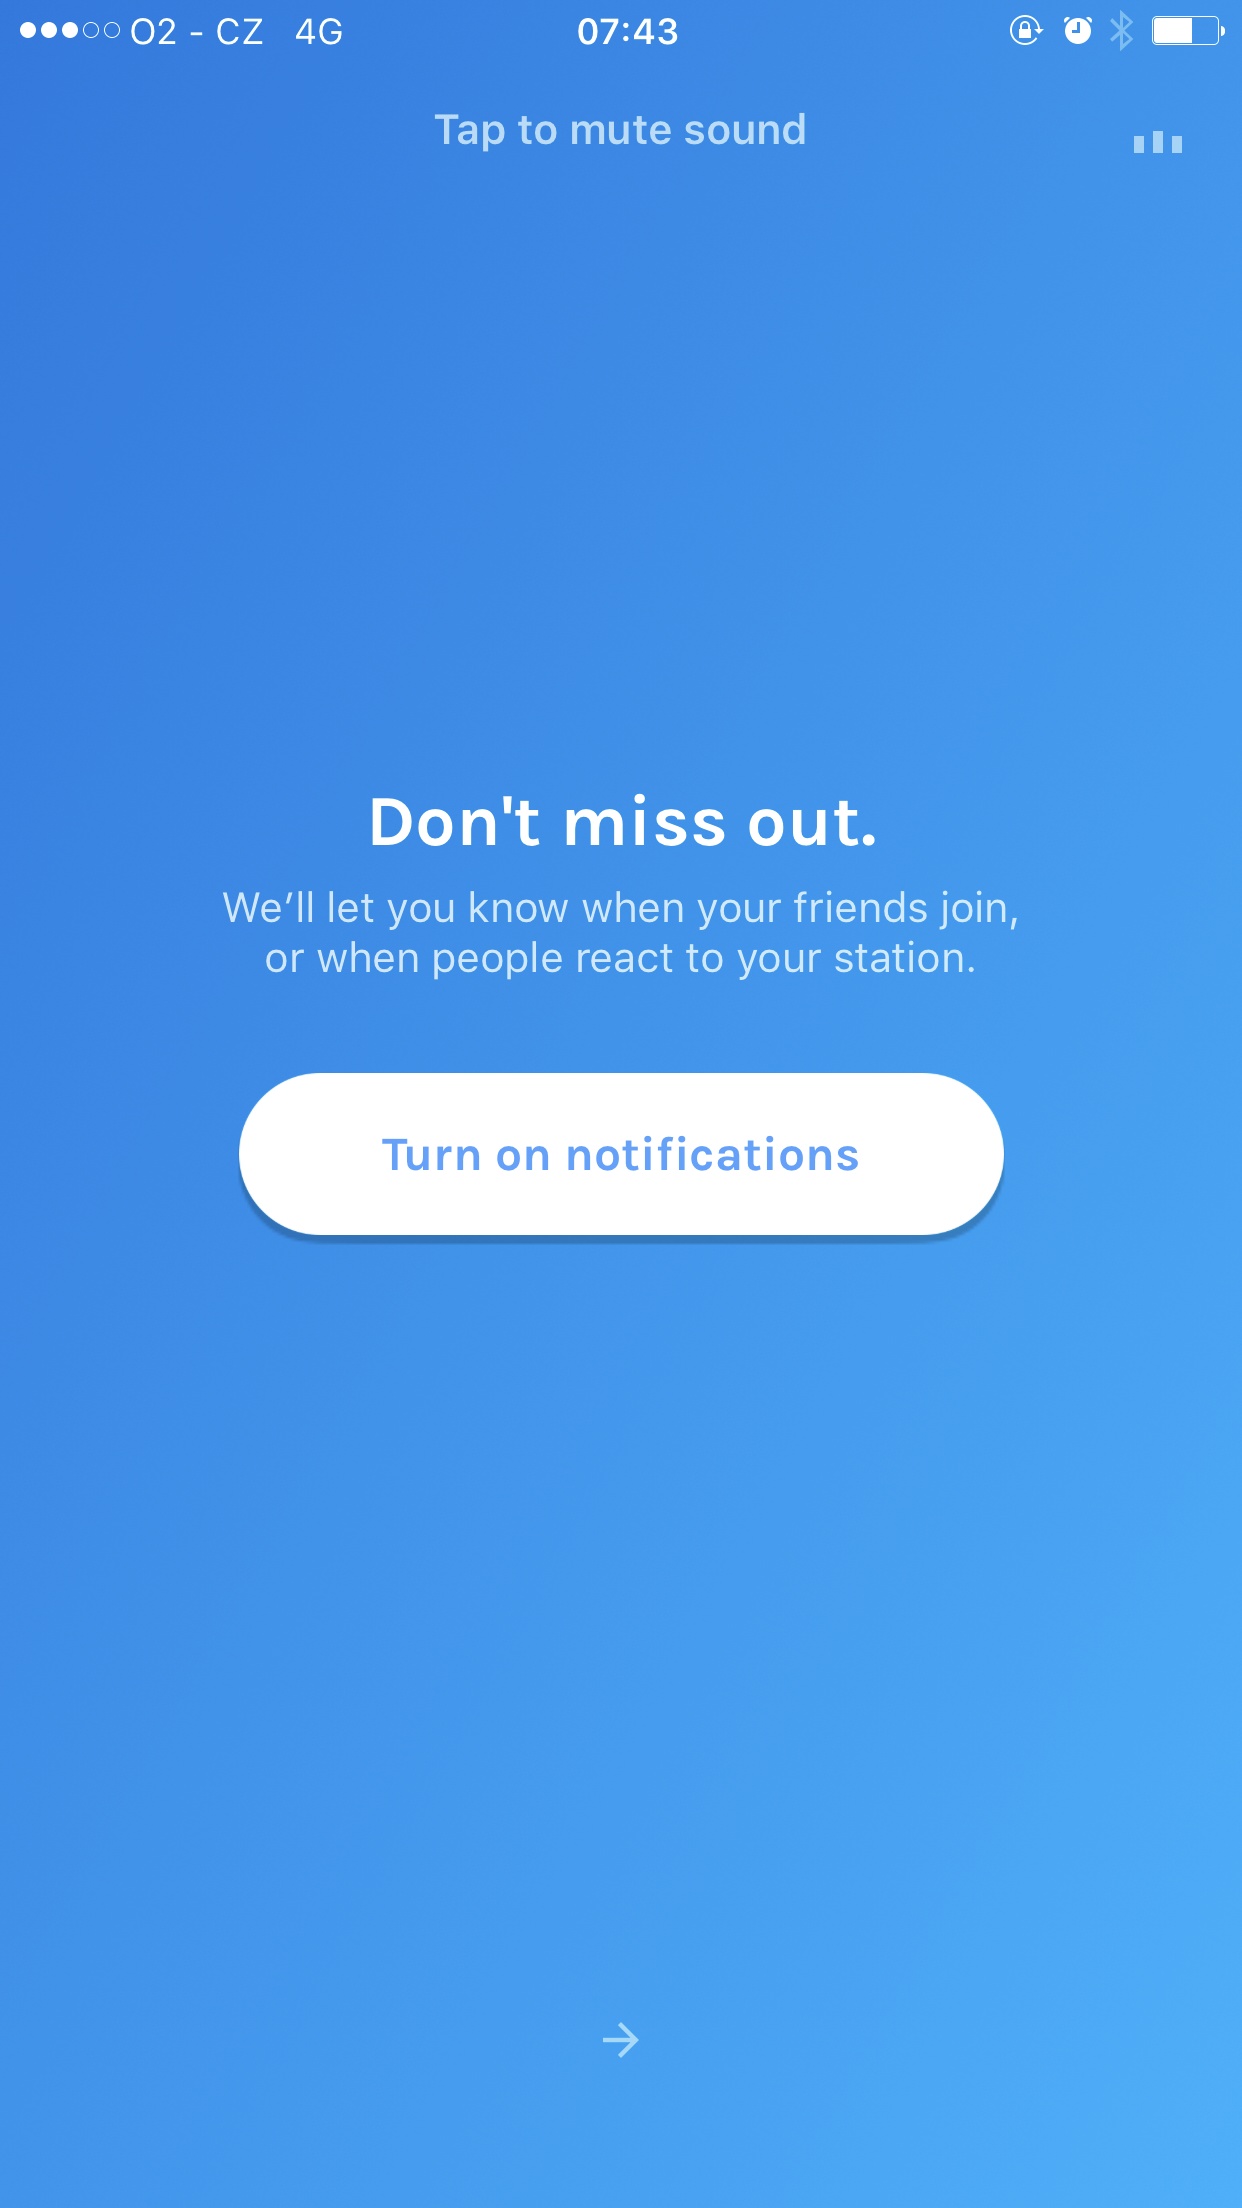 O2 - CZ 4G 07:43
Tap to mute sound
Don't miss out.
We’ll let you know when your friends join,
or when people react to your station.
Turn on notifications